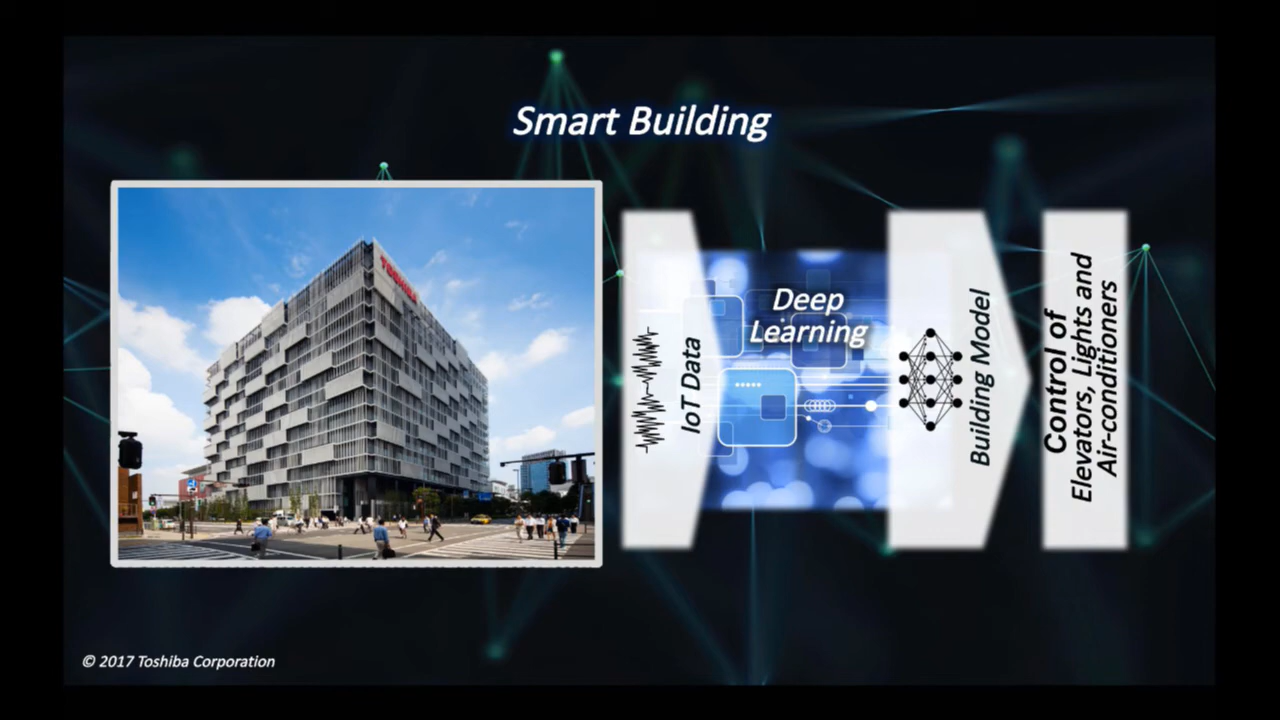 Smart Building
TOSHIBA
IoT Data
Deep
Learning
Building Model
Control of
Elevators, Lights and
Air-conditioners
© 2017 Toshiba Corporation